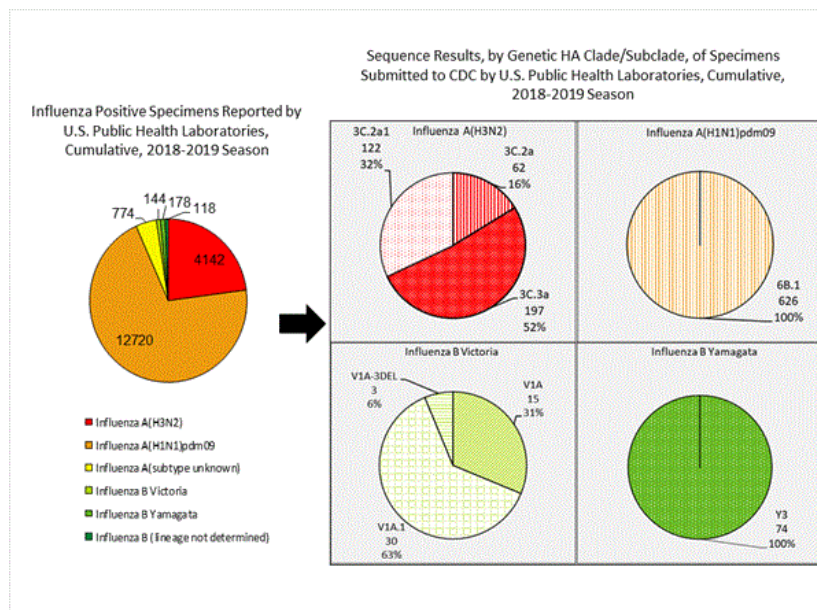 Influenza Positive Specimens Reported by
U.S. Public Health Laboratories,
Cumulative, 2018-2019 Season
774
144
178
118
4142
12720
Influenza A(H3N2)
Influenza A(H1N1)pdm09
Influenza A(subtype unknown)
Influenza B Victoria
Influenza B Yamagata
Influenza B (lineage not determined)
Sequence Results, by Genetic HA Clade/Subclade, of Specimens
Submitted to CDC by U.S. Public Health Laboratories, Cumulative,
2018-2019 Season
Influenza A(H3N2)
3C.2a1
122
32%
3C.2a
62
16%
3C.3a
197
52%
Influenza A(H1N1)pdm09
6B.1
626
100%
Influenza B Victoria
V1A-3DEL
3
6%
V1A
15
31%
V1A.1
30
63%
Influenza B Yamagata
Y3
74
100%